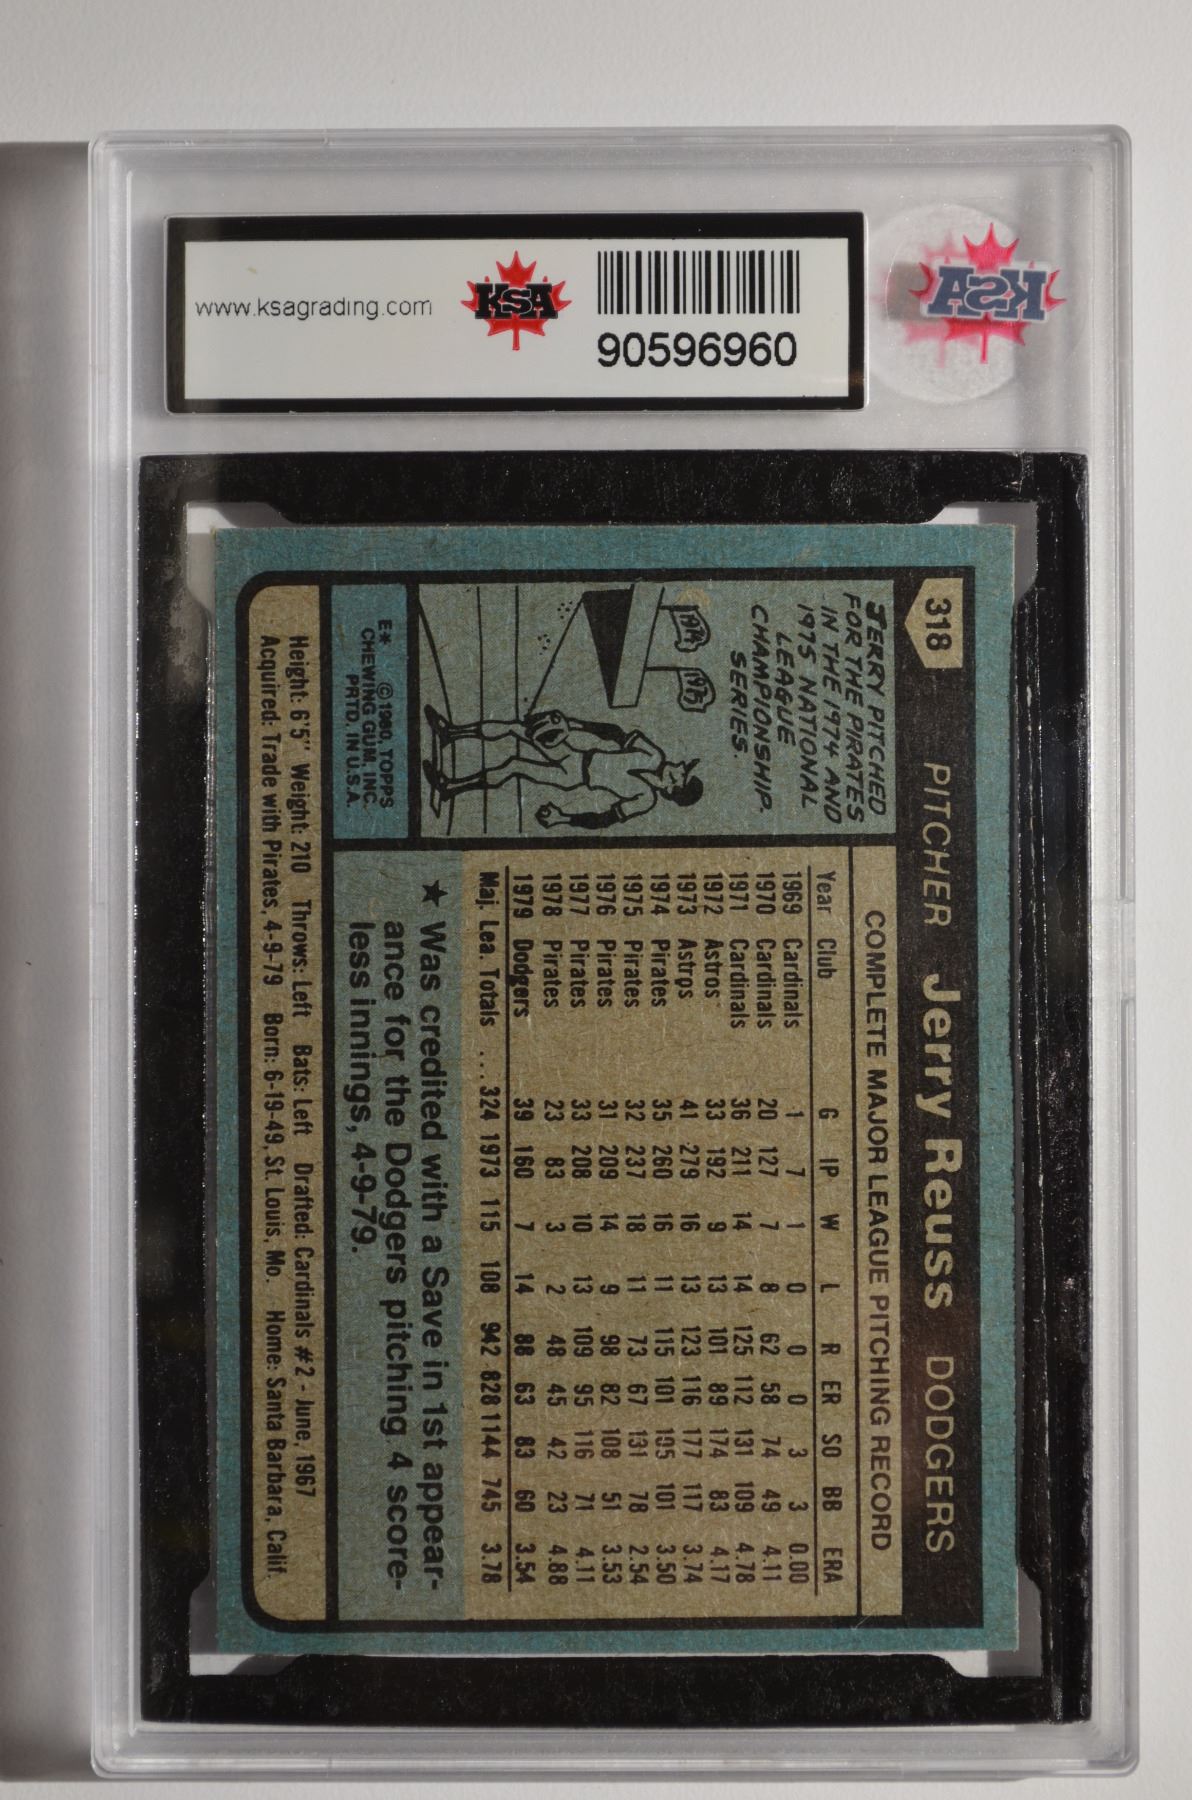 www.ksagrading.com
KSA
90596960
KSA
318
PITCHER Jerry Reuss DODGERS
JERRY PITCHED
FOR THE PIRATES
IN THE 1974 AND
1975 NATIONAL
LEAGUE
CHAMPIONSHIP
SERIES.
1974
1975
E* ©1980 TOPPS
CHEWING GUM, INC.
PRTD. IN U.S.A.
COMPLETE MAJOR LEAGUE PITCHING RECORD
Year Club G IP W L R ER SO BB ERA
1969 Cardinals 1 7 1 0 0 0 3 3 0.00
1970 Cardinals 20 127 7 8 62 58 74 49 4.11
1971 Cardinals 36 211 14 14 125 112 131 109 4.78
1972 Astros 33 192 9 13 101 89 174 83 4.17
1973 Astros 41 279 16 13 123 116 177 117 3.74
1974 Pirates 35 260 16 11 115 101 105 101 3.50
1975 Pirates 32 237 18 11 73 67 131 78 2.54
1976 Pirates 31 209 14 9 98 82 108 51 3.53
1977 Pirates 33 208 10 13 109 95 116 71 4.11
1978 Pirates 23 83 3 2 48 45 42 23 4.88
1979 Dodgers 39 160 7 14 88 63 83 60 3.54
Maj. Lea. Totals ... 324 1973 115 108 942 828 1144 745 3.78
★ Was credited with a Save in 1st appear-
ance for the Dodgers pitching 4 score-
less innings, 4-9-79.
Height: 6'5" Weight: 210 Throws: Left Bats: Left Drafted: Cardinals #2 - June, 1967
Acquired: Trade with Pirates, 4-9-79 Born: 6-19-49, St. Louis, Mo. Home: Santa Barbara, Calif.